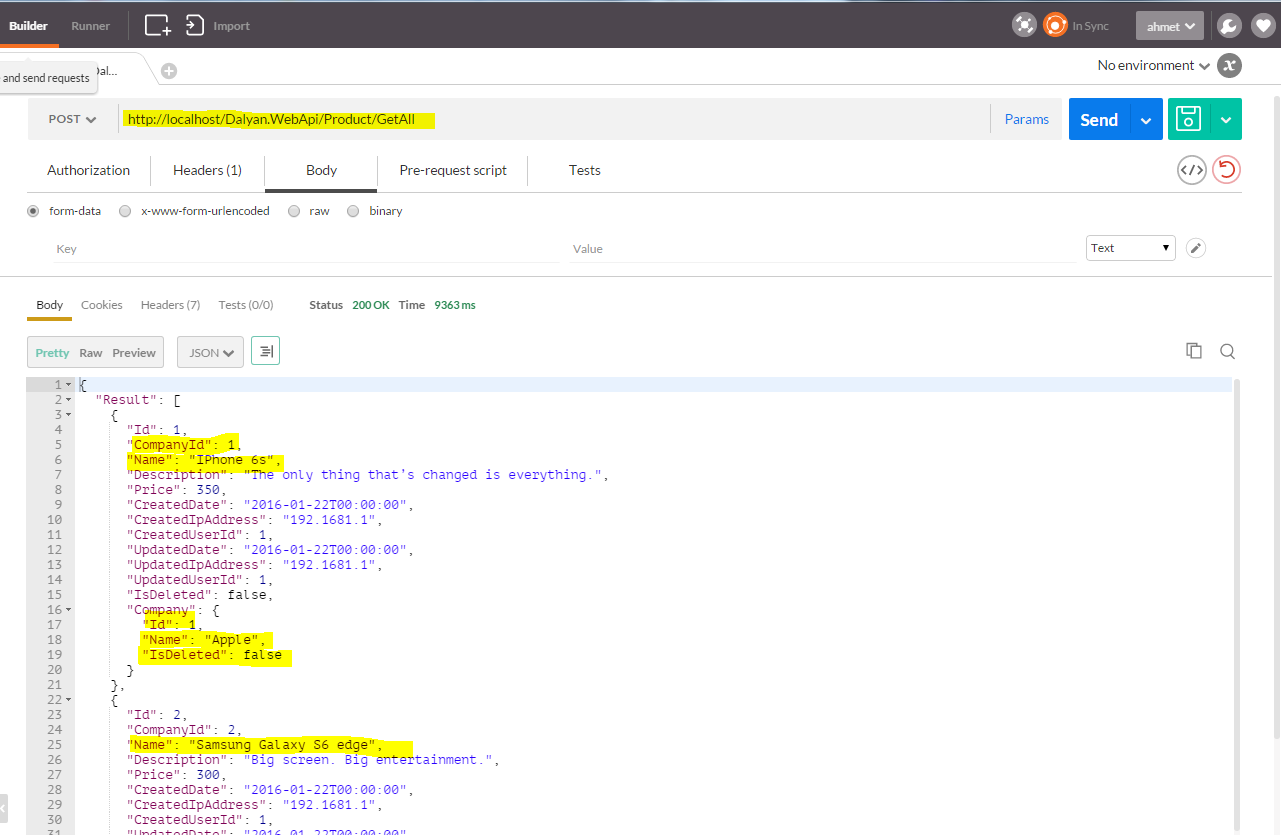 Builder Runner Import In Sync ahmet
Dal...
and send requests
No environment
POST http://localhost/Dalyan.WebApi/Product/GetAll Params Send
Authorization Headers (1) Body Pre-request script Tests
form-data x-www-form-urlencoded raw binary
Key Value Text
Body Cookies Headers (7) Tests (0/0) Status 200 OK Time 9363 ms
Pretty Raw Preview JSON
1 {
2 "Result": [
3 {
4 "Id": 1,
5 "CompanyId": 1,
6 "Name": "IPhone 6s",
7 "Description": "The only thing that's changed is everything.",
8 "Price": 350,
9 "CreatedDate": "2016-01-22T00:00:00",
10 "CreatedIpAddress": "192.1681.1",
11 "CreatedUserId": 1,
12 "UpdatedDate": "2016-01-22T00:00:00",
13 "UpdatedIpAddress": "192.1681.1",
14 "UpdatedUserId": 1,
15 "IsDeleted": false,
16 "Company": {
17 "Id": 1,
18 "Name": "Apple",
19 "IsDeleted": false
20 }
21 },
22 {
23 "Id": 2,
24 "CompanyId": 2,
25 "Name": "Samsung Galaxy S6 edge",
26 "Description": "Big screen. Big entertainment.",
27 "Price": 300,
28 "CreatedDate": "2016-01-22T00:00:00",
29 "CreatedIpAddress": "192.1681.1",
30 "CreatedUserId": 1,
31 "UpdatedDate": "2016-01-22T00:00:00"